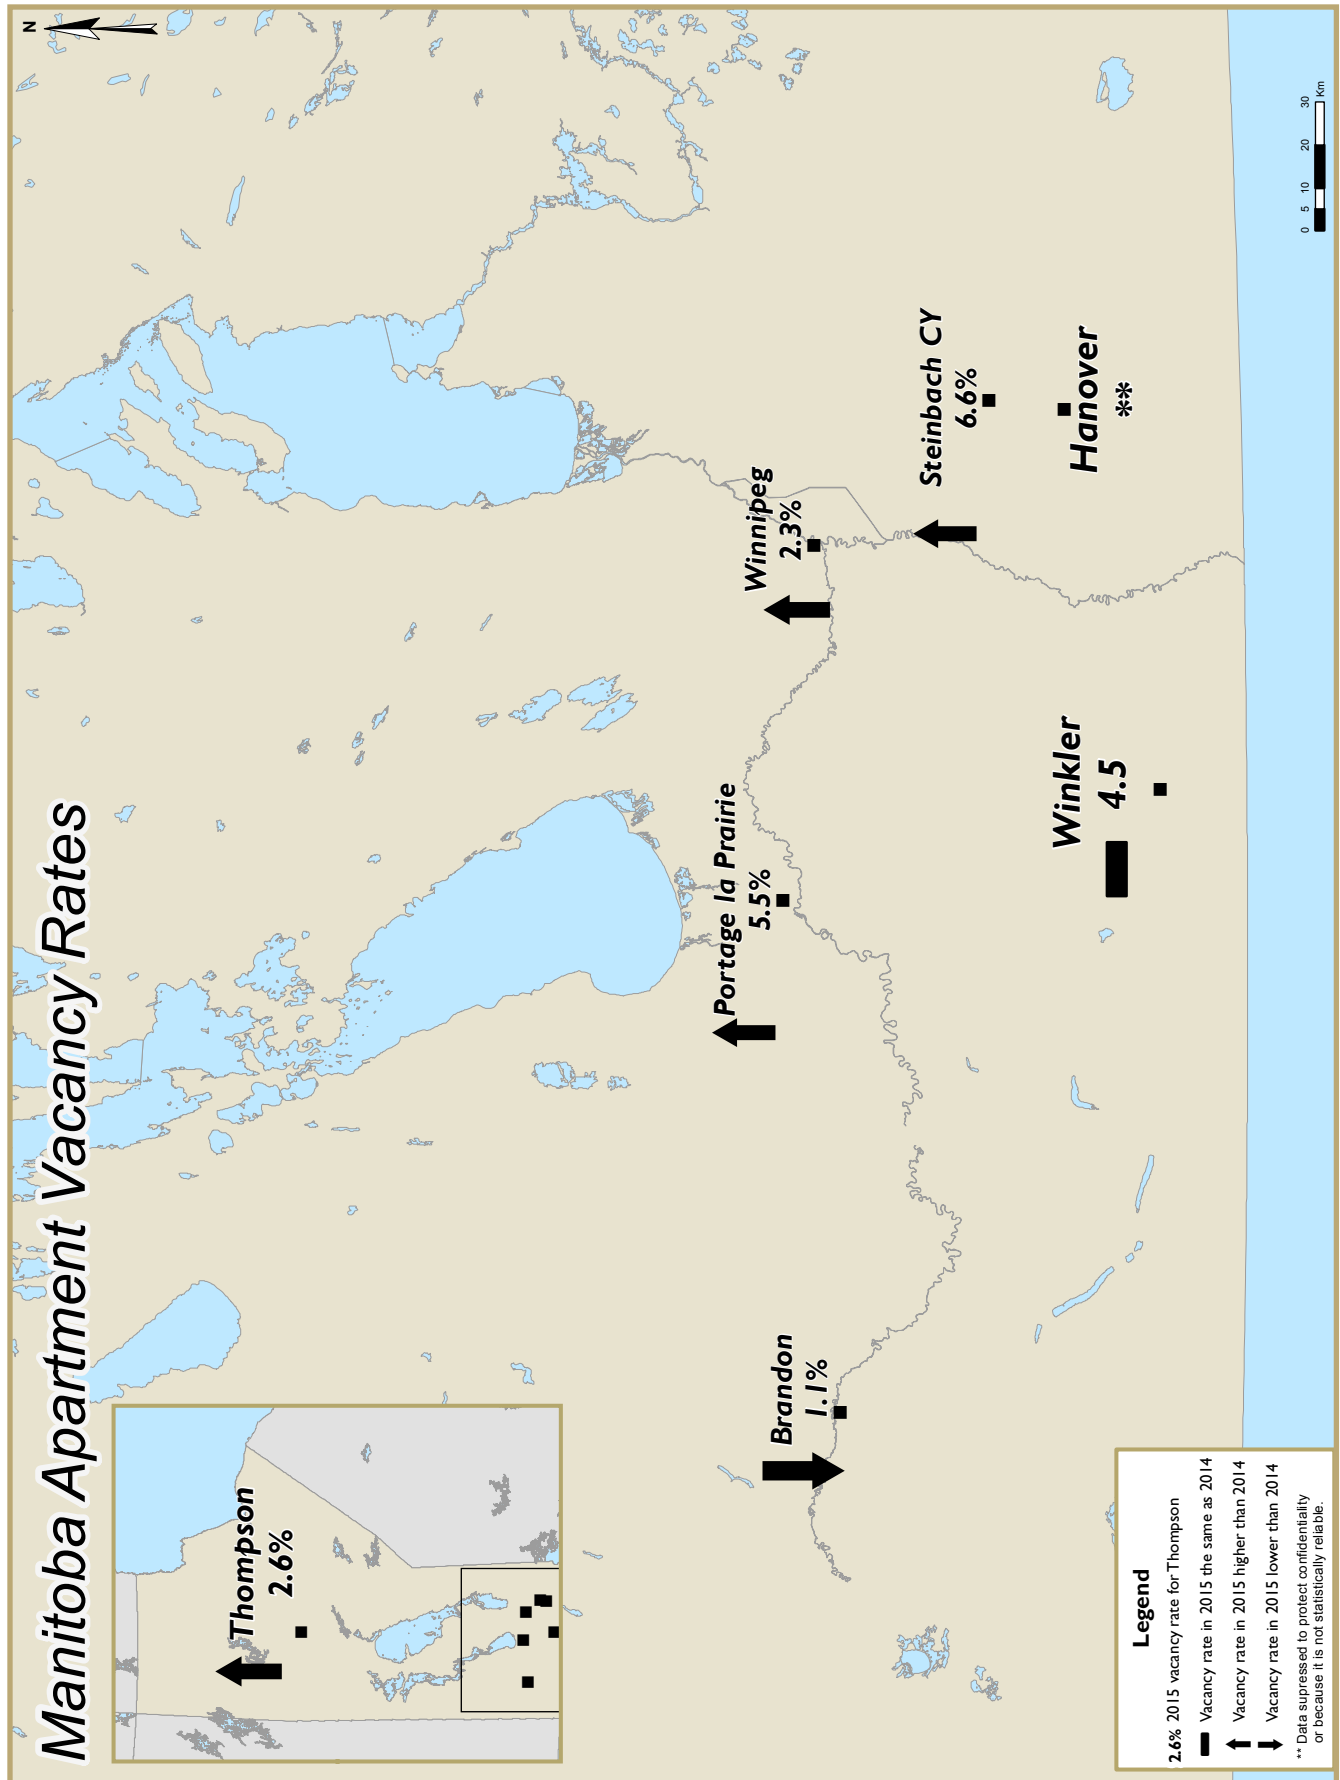 Manitoba Apartment Vacancy Rates
N
Thompson
2.6%
Brandon
1.1%
Portage la Prairie
5.5%
Winnipeg
2.3%
Steinbach CY
6.6%
Hanover
**
Winkler
4.5
Legend
2.6% 2015 vacancy rate for Thompson
Vacancy rate in 2015 the same as 2014
Vacancy rate in 2015 higher than 2014
Vacancy rate in 2015 lower than 2014
** Data supressed to protect confidentiality
or because it is not statistically reliable.
0 5 10 20 30
Km